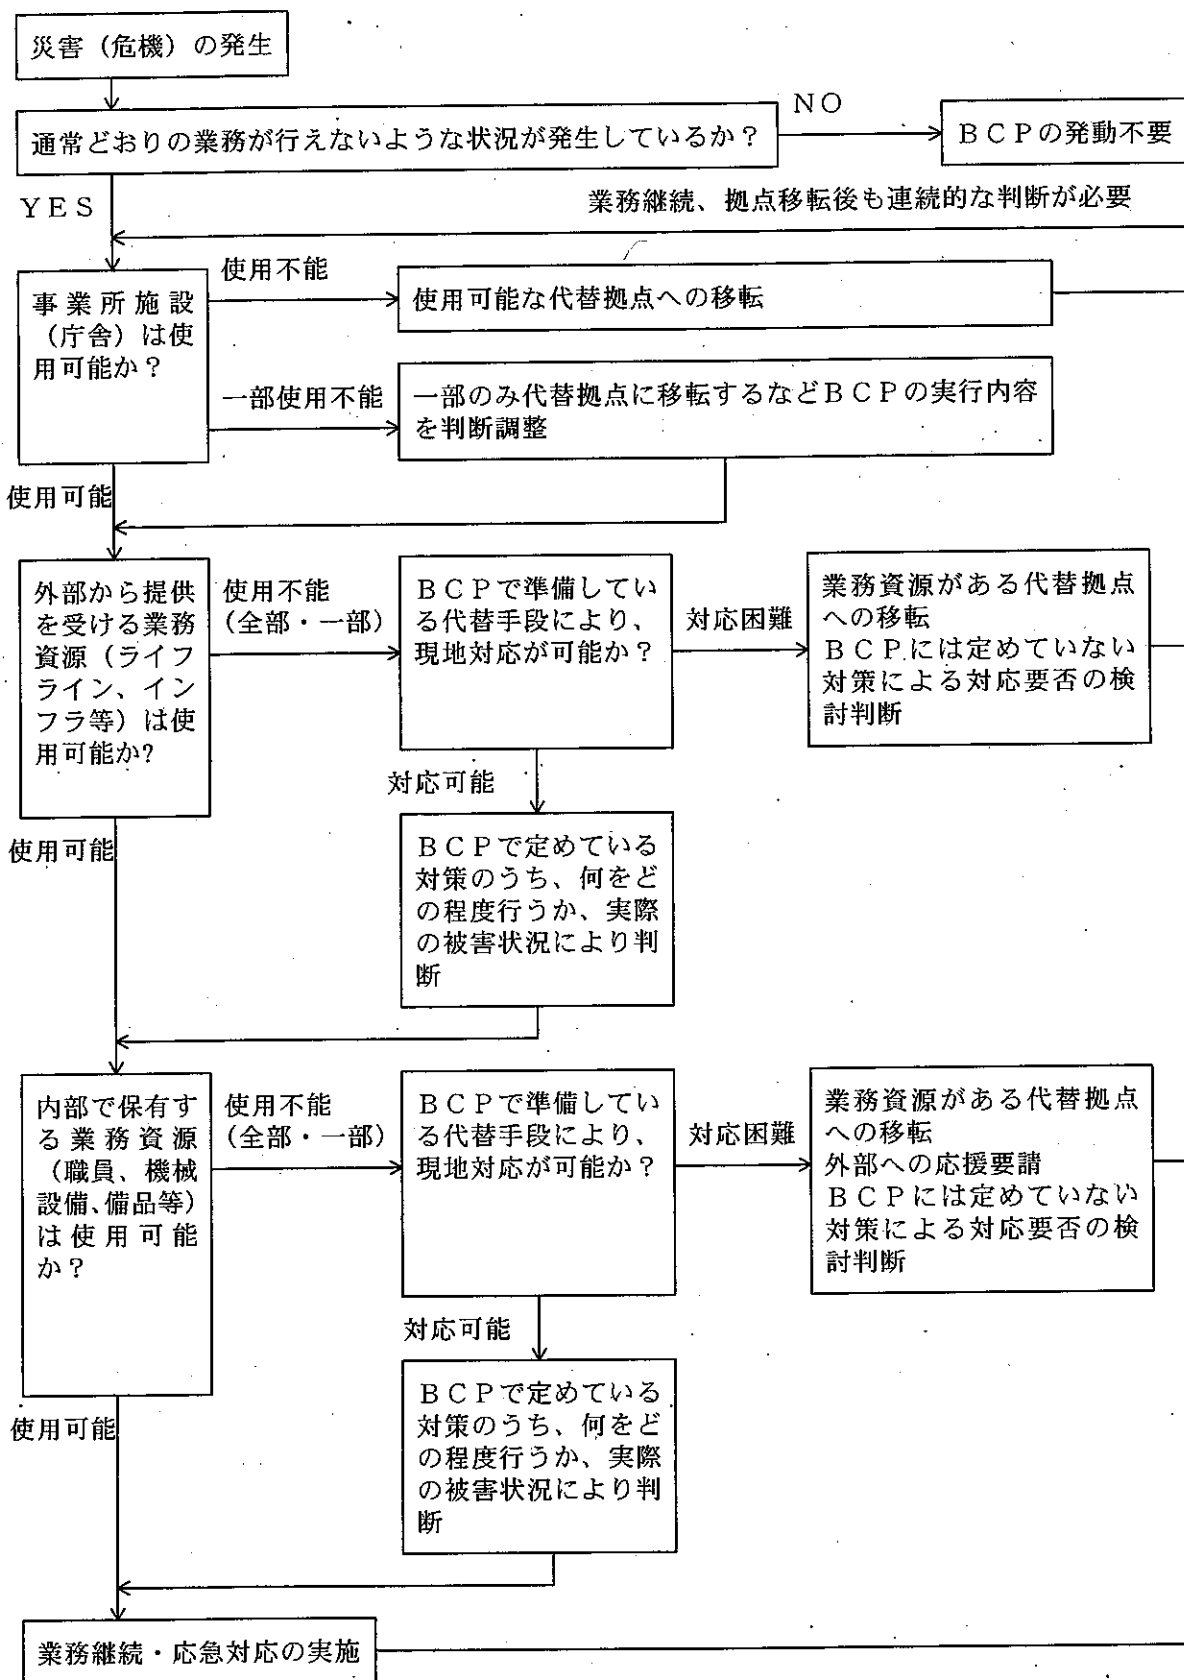 災害（危機）の発生
通常どおりの業務が行えないような状況が発生しているか？
NO
BCPの発動不要
YES
業務継続、拠点移転後も連続的な判断が必要
事業所施設
（庁舎）は使
用可能か？
使用不能
使用可能な代替拠点への移転
一部使用不能
一部のみ代替拠点に移転するなどBCPの実行内容
を判断調整
使用可能
外部から提供
を受ける業務
資源（ライフ
ライン、イン
フラ等）は使
用可能か?
使用不能
（全部・一部）
BCPで準備してい
る代替手段により、
現地対応が可能か？
対応困難
業務資源がある代替拠点
への移転
BCPには定めていない
対策による対応要否の検
討判断
対応可能
使用可能
BCPで定めている
対策のうち、何をど
の程度行うか、実際
の被害状況により判
断
内部で保有す
る業務資源
（職員、機械
設備、備品等）
は使用可能
か？
使用不能
（全部・一部）
BCPで準備してい
る代替手段により、
現地対応が可能か？
対応困難
業務資源がある代替拠点
への移転
外部への応援要請
BCPには定めていない
対策による対応要否の検
討判断
対応可能
使用可能
BCPで定めている
対策のうち、何をど
の程度行うか、実際
の被害状況により判
断
業務継続・応急対応の実施